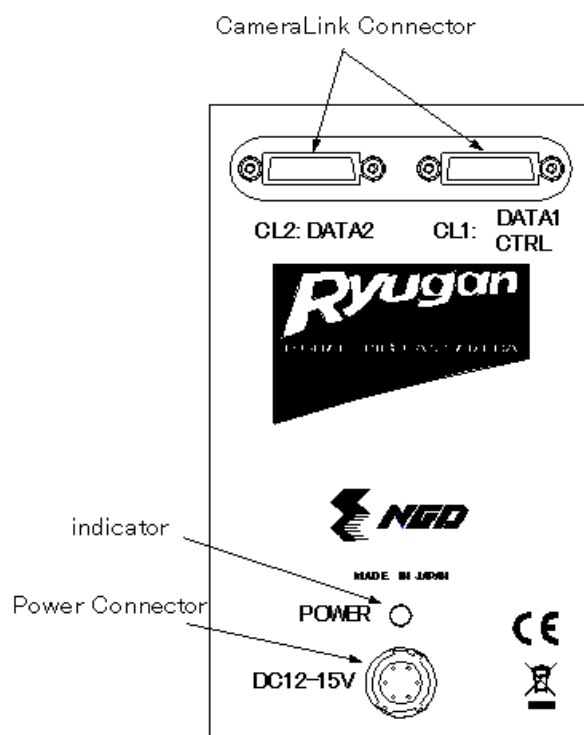 CameraLink Connector
CL2: DATA2
CL1: DATA1
CTRL
Ryugan
NGD
indicator
MADE IN JAPAN
Power Connector
POWER
DC12-15V
CE